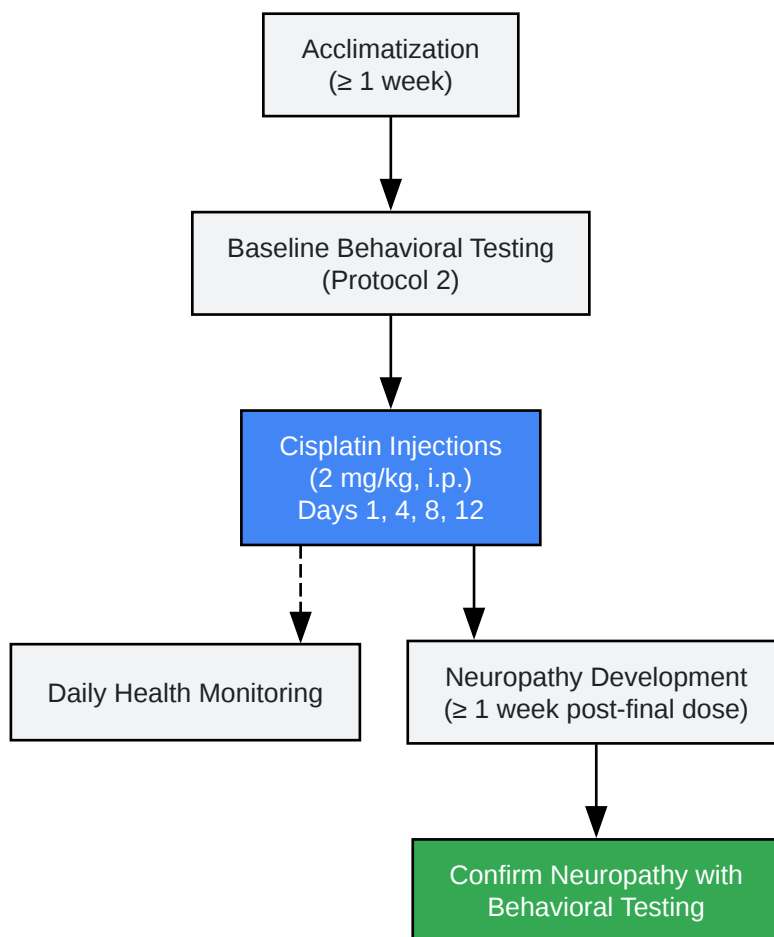 Acclimatization
(≥ 1 week)
Baseline Behavioral Testing
(Protocol 2)
Cisplatin Injections
(2 mg/kg, i.p.)
Days 1, 4, 8, 12
Daily Health Monitoring
Neuropathy Development
(≥ 1 week post-final dose)
Confirm Neuropathy with
Behavioral Testing